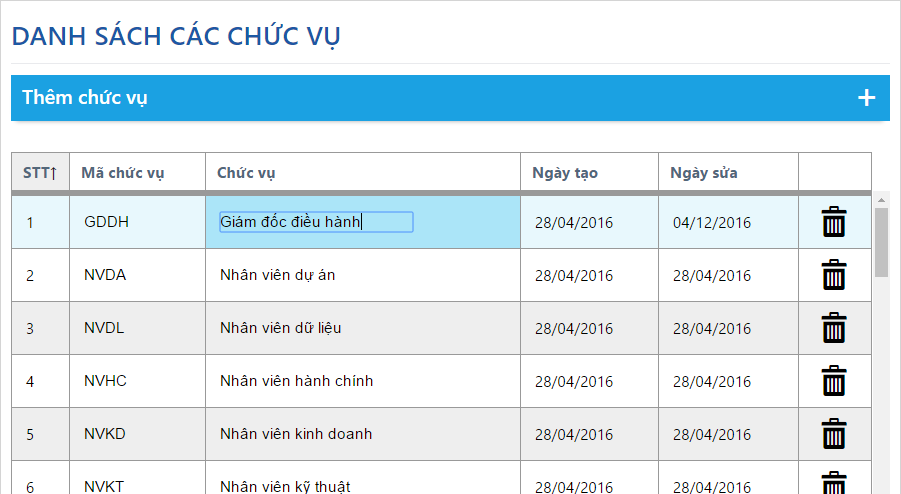 DANH SÁCH CÁC CHỨC VỤ
Thêm chức vụ +
STT↑ Mã chức vụ Chức vụ Ngày tạo Ngày sửa
1 GDDH Giám đốc điều hành 28/04/2016 04/12/2016
2 NVDA Nhân viên dự án 28/04/2016 28/04/2016
3 NVDL Nhân viên dữ liệu 28/04/2016 28/04/2016
4 NVHC Nhân viên hành chính 28/04/2016 28/04/2016
5 NVKD Nhân viên kinh doanh 28/04/2016 28/04/2016
6 NVKT Nhân viên kỹ thuật 28/04/2016 28/04/2016